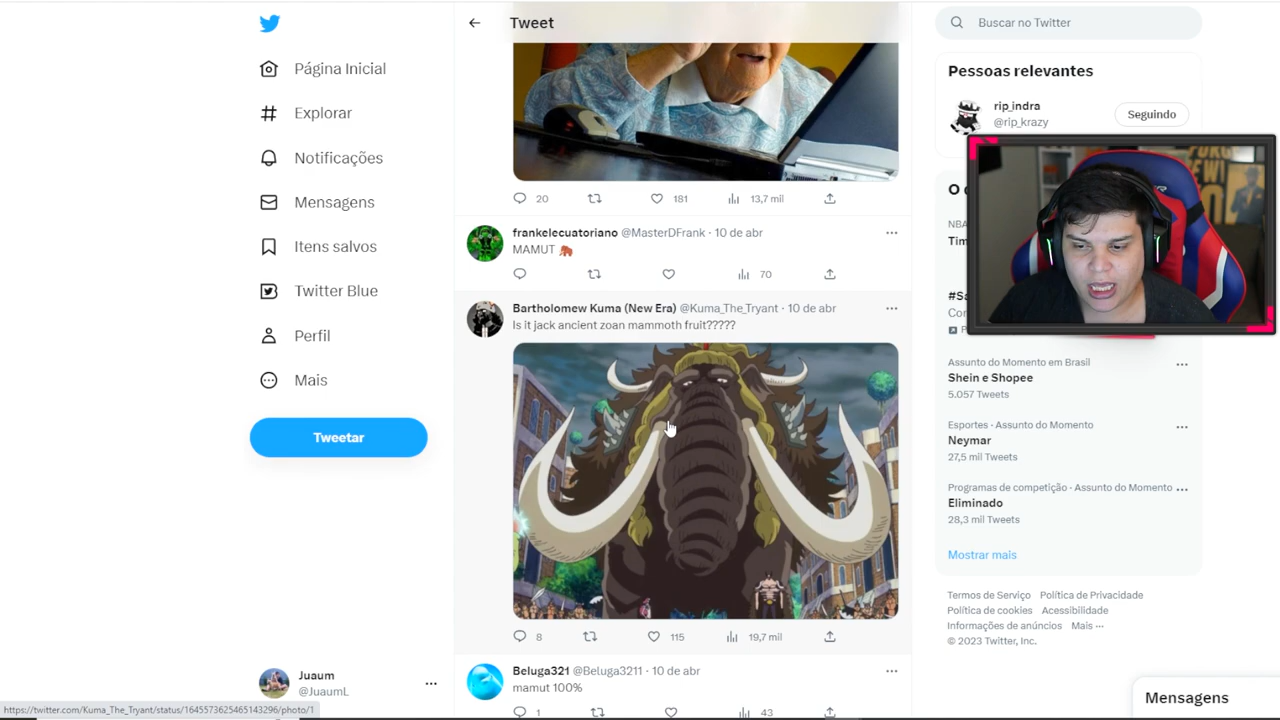 Tweet
Buscar no Twitter
Página Inicial
Explorar
Notificações
Mensagens
Itens salvos
Twitter Blue
Perfil
Mais
Tweetar
Juaum
@JuaumL
https://twitter.com/Kuma_The_Tryant/status/1645573625465143296/photo/1
20 181 13,7 mil
frankelecuatoriano @MasterDFrank · 10 de abr
MAMUT 🦣
70
Bartholomew Kuma (New Era) @Kuma_The_Tryant · 10 de abr
Is it jack ancient zoan mammoth fruit?????
8 115 19,7 mil
Beluga321 @Beluga3211 · 10 de abr
mamut 100%
1 43
Pessoas relevantes
rip_indra
@rip_krazy
Seguindo
NBA
Assunto do Momento em Brasil
Shein e Shopee
5.057 Tweets
Esportes · Assunto do Momento
Neymar
27,5 mil Tweets
Programas de competição · Assunto do Momento
Eliminado
28,3 mil Tweets
Mostrar mais
Termos de Serviço Política de Privacidade
Política de cookies Acessibilidade
Informações de anúncios Mais ···
© 2023 Twitter, Inc.
Mensagens